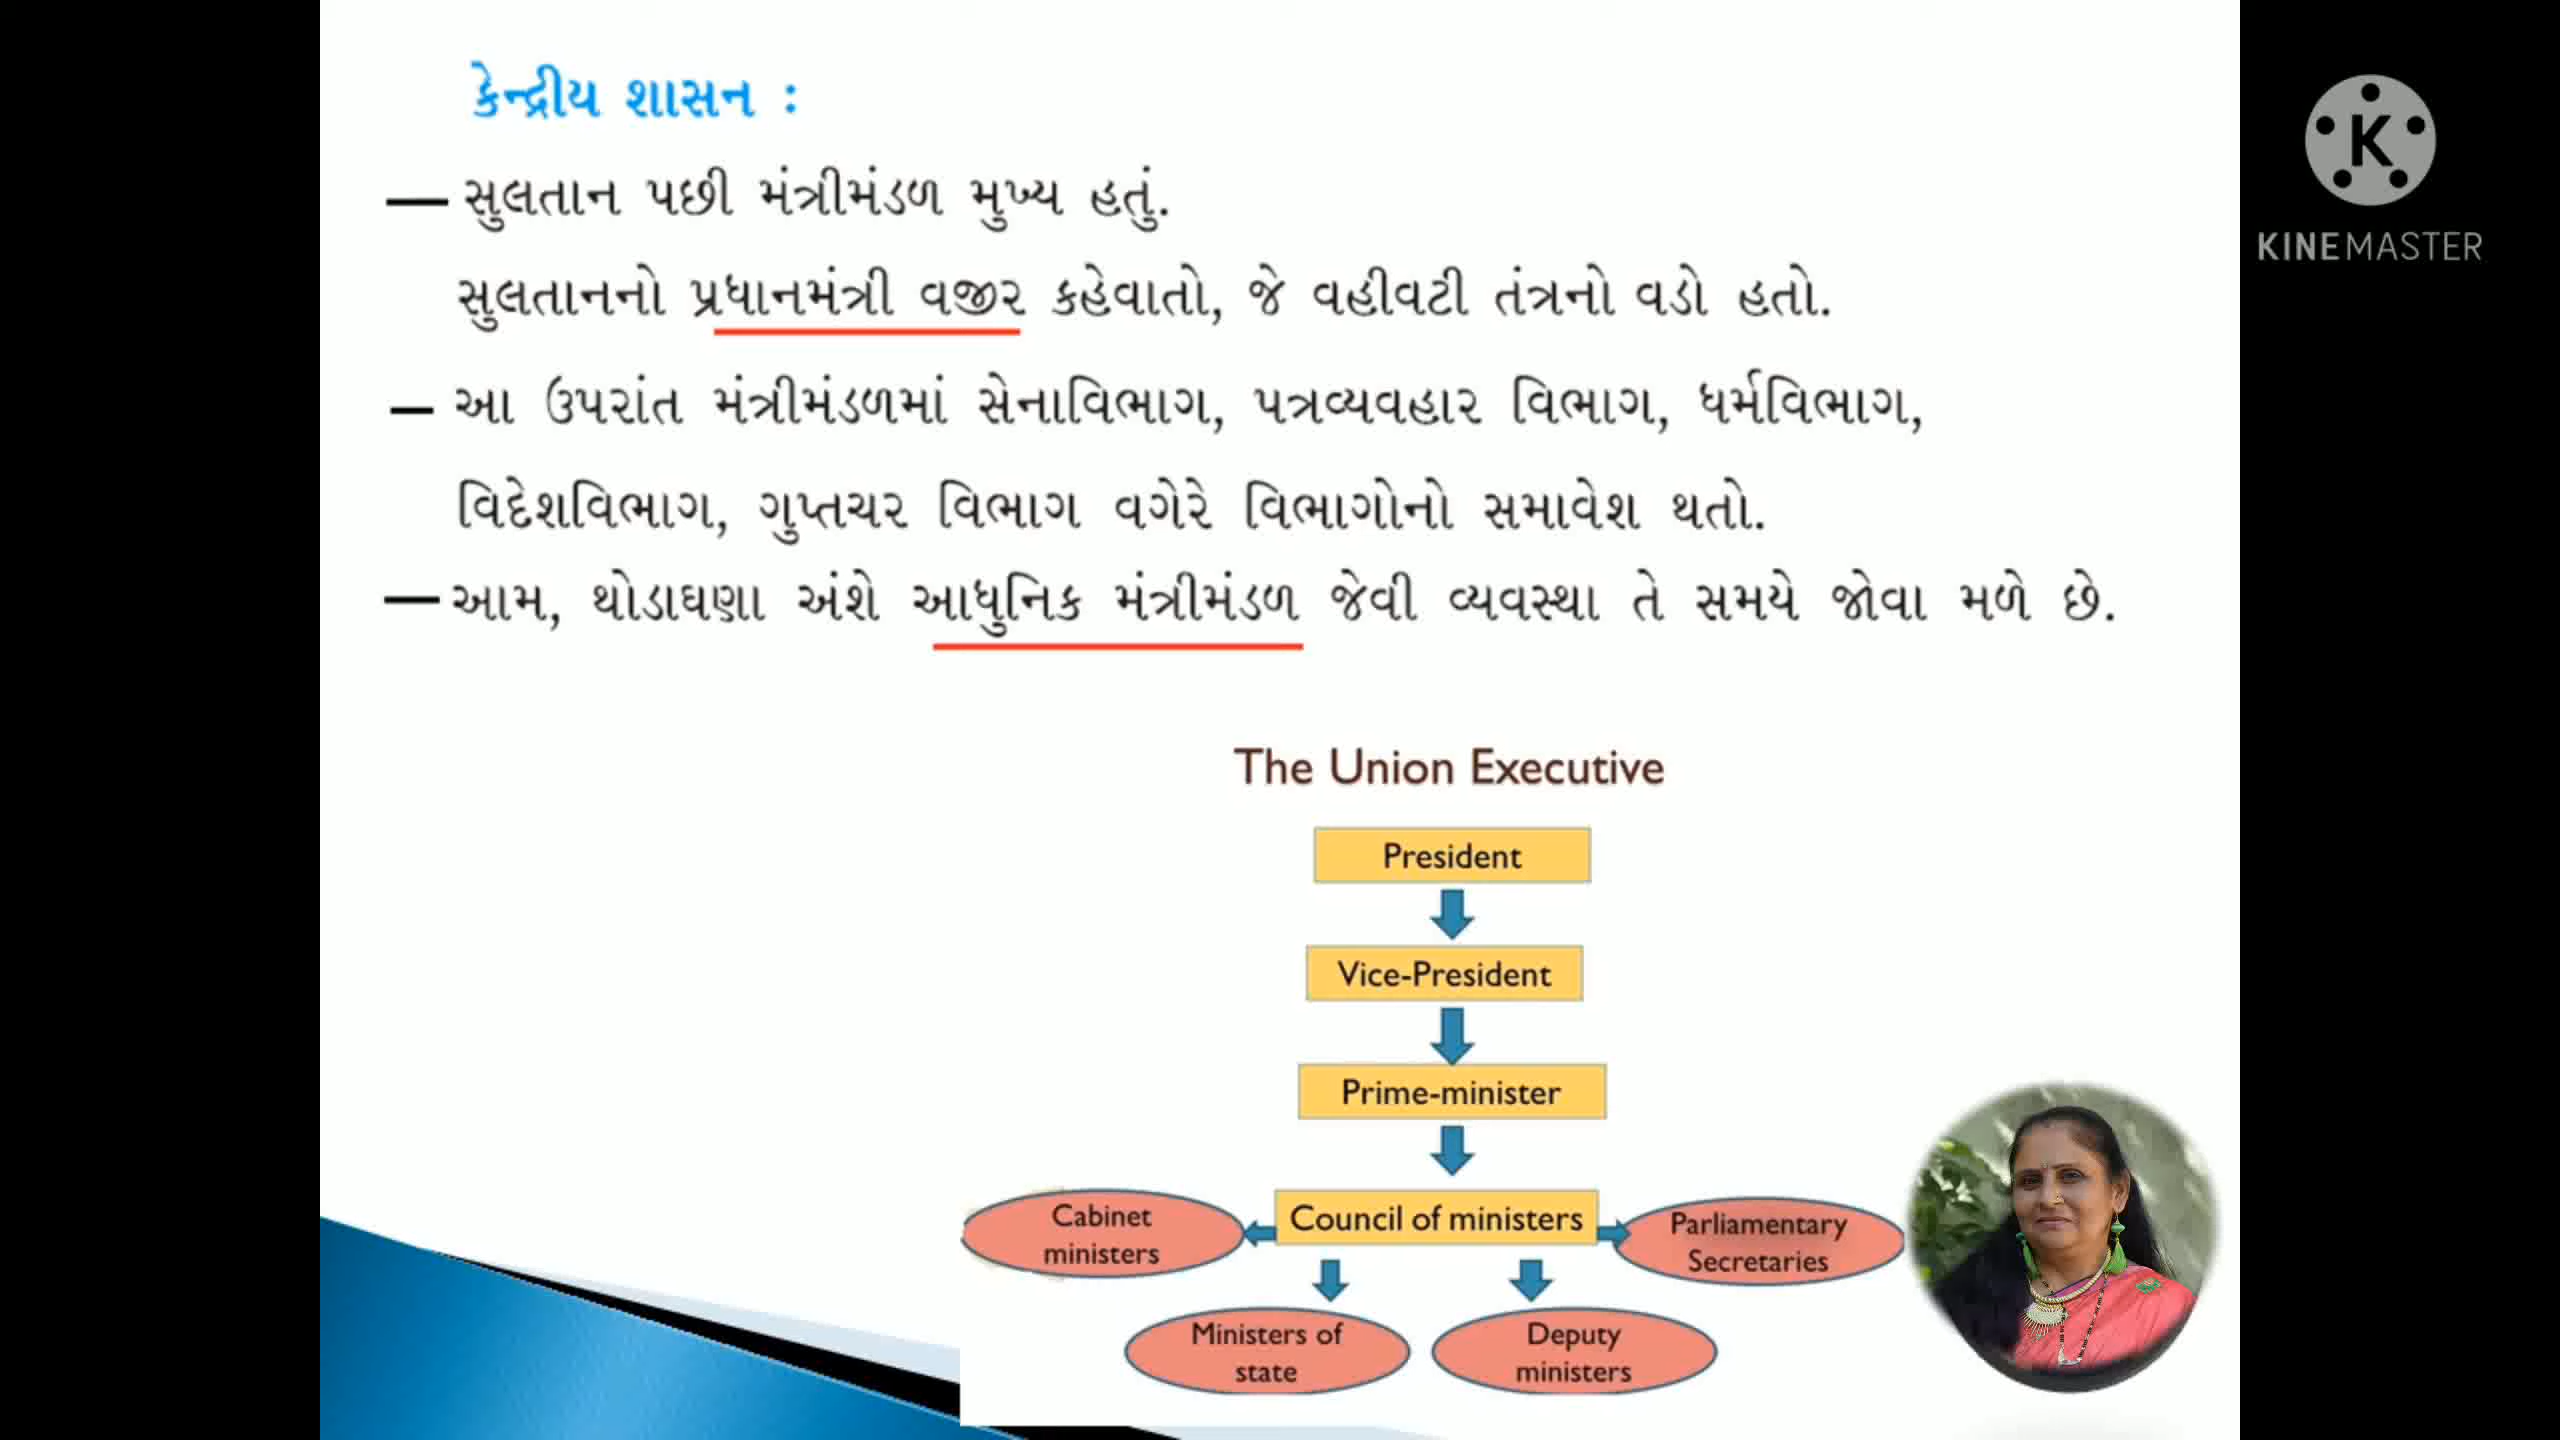 કેન્દ્રીય શાસન :
— સુલતાન પછી મંત્રીમંડળ મુખ્ય હતું.
સુલતાનનો પ્રધાનમંત્રી વજીર કહેવાતો, જે વહીવટી તંત્રનો વડો હતો.
– આ ઉપરાંત મંત્રીમંડળમાં સેનાવિભાગ, પત્રવ્યવહાર વિભાગ, ધર્મવિભાગ,
વિદેશવિભાગ, ગુપ્તચર વિભાગ વગેરે વિભાગોનો સમાવેશ થતો.
— આમ, થોડાઘણા અંશે આધુનિક મંત્રીમંડળ જેવી વ્યવસ્થા તે સમયે જોવા મળે છે.
The Union Executive
President
Vice-President
Prime-minister
Council of ministers
Cabinet
ministers
Parliamentary
Secretaries
Ministers of
state
Deputy
ministers
K
KINEMASTER